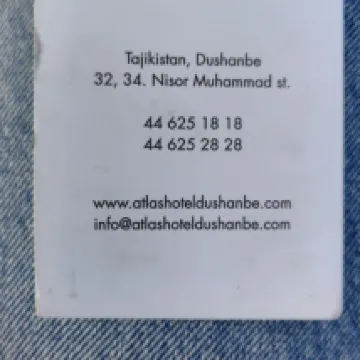 Tajikistan, Dushanbe
32, 34. Nisor Muhammad st.
44 625 18 18
44 625 28 28
www.atlashoteldushanbe.com
info@atlashoteldushanbe.com